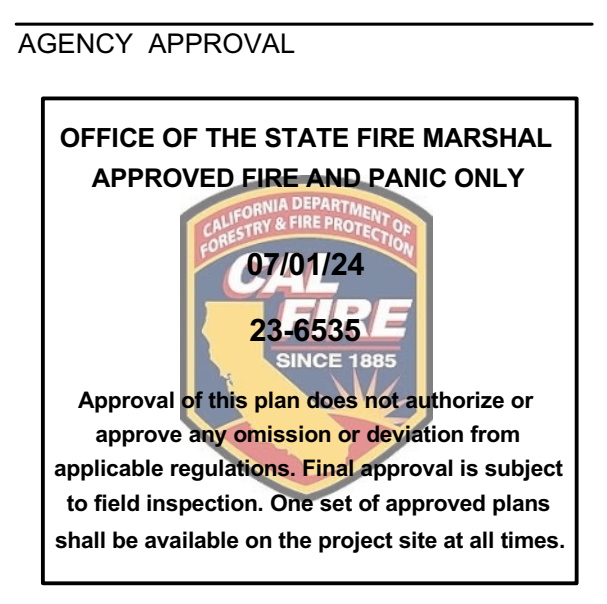 AGENCY APPROVAL
OFFICE OF THE STATE FIRE MARSHAL
APPROVED FIRE AND PANIC ONLY
CALIFORNIA DEPARTMENT OF
FORESTRY & FIRE PROTECTION
07/01/24
CAL
FIRE
23-6535
SINCE 1885
Approval of this plan does not authorize or
approve any omission or deviation from
applicable regulations. Final approval is subject
to field inspection. One set of approved plans
shall be available on the project site at all times.